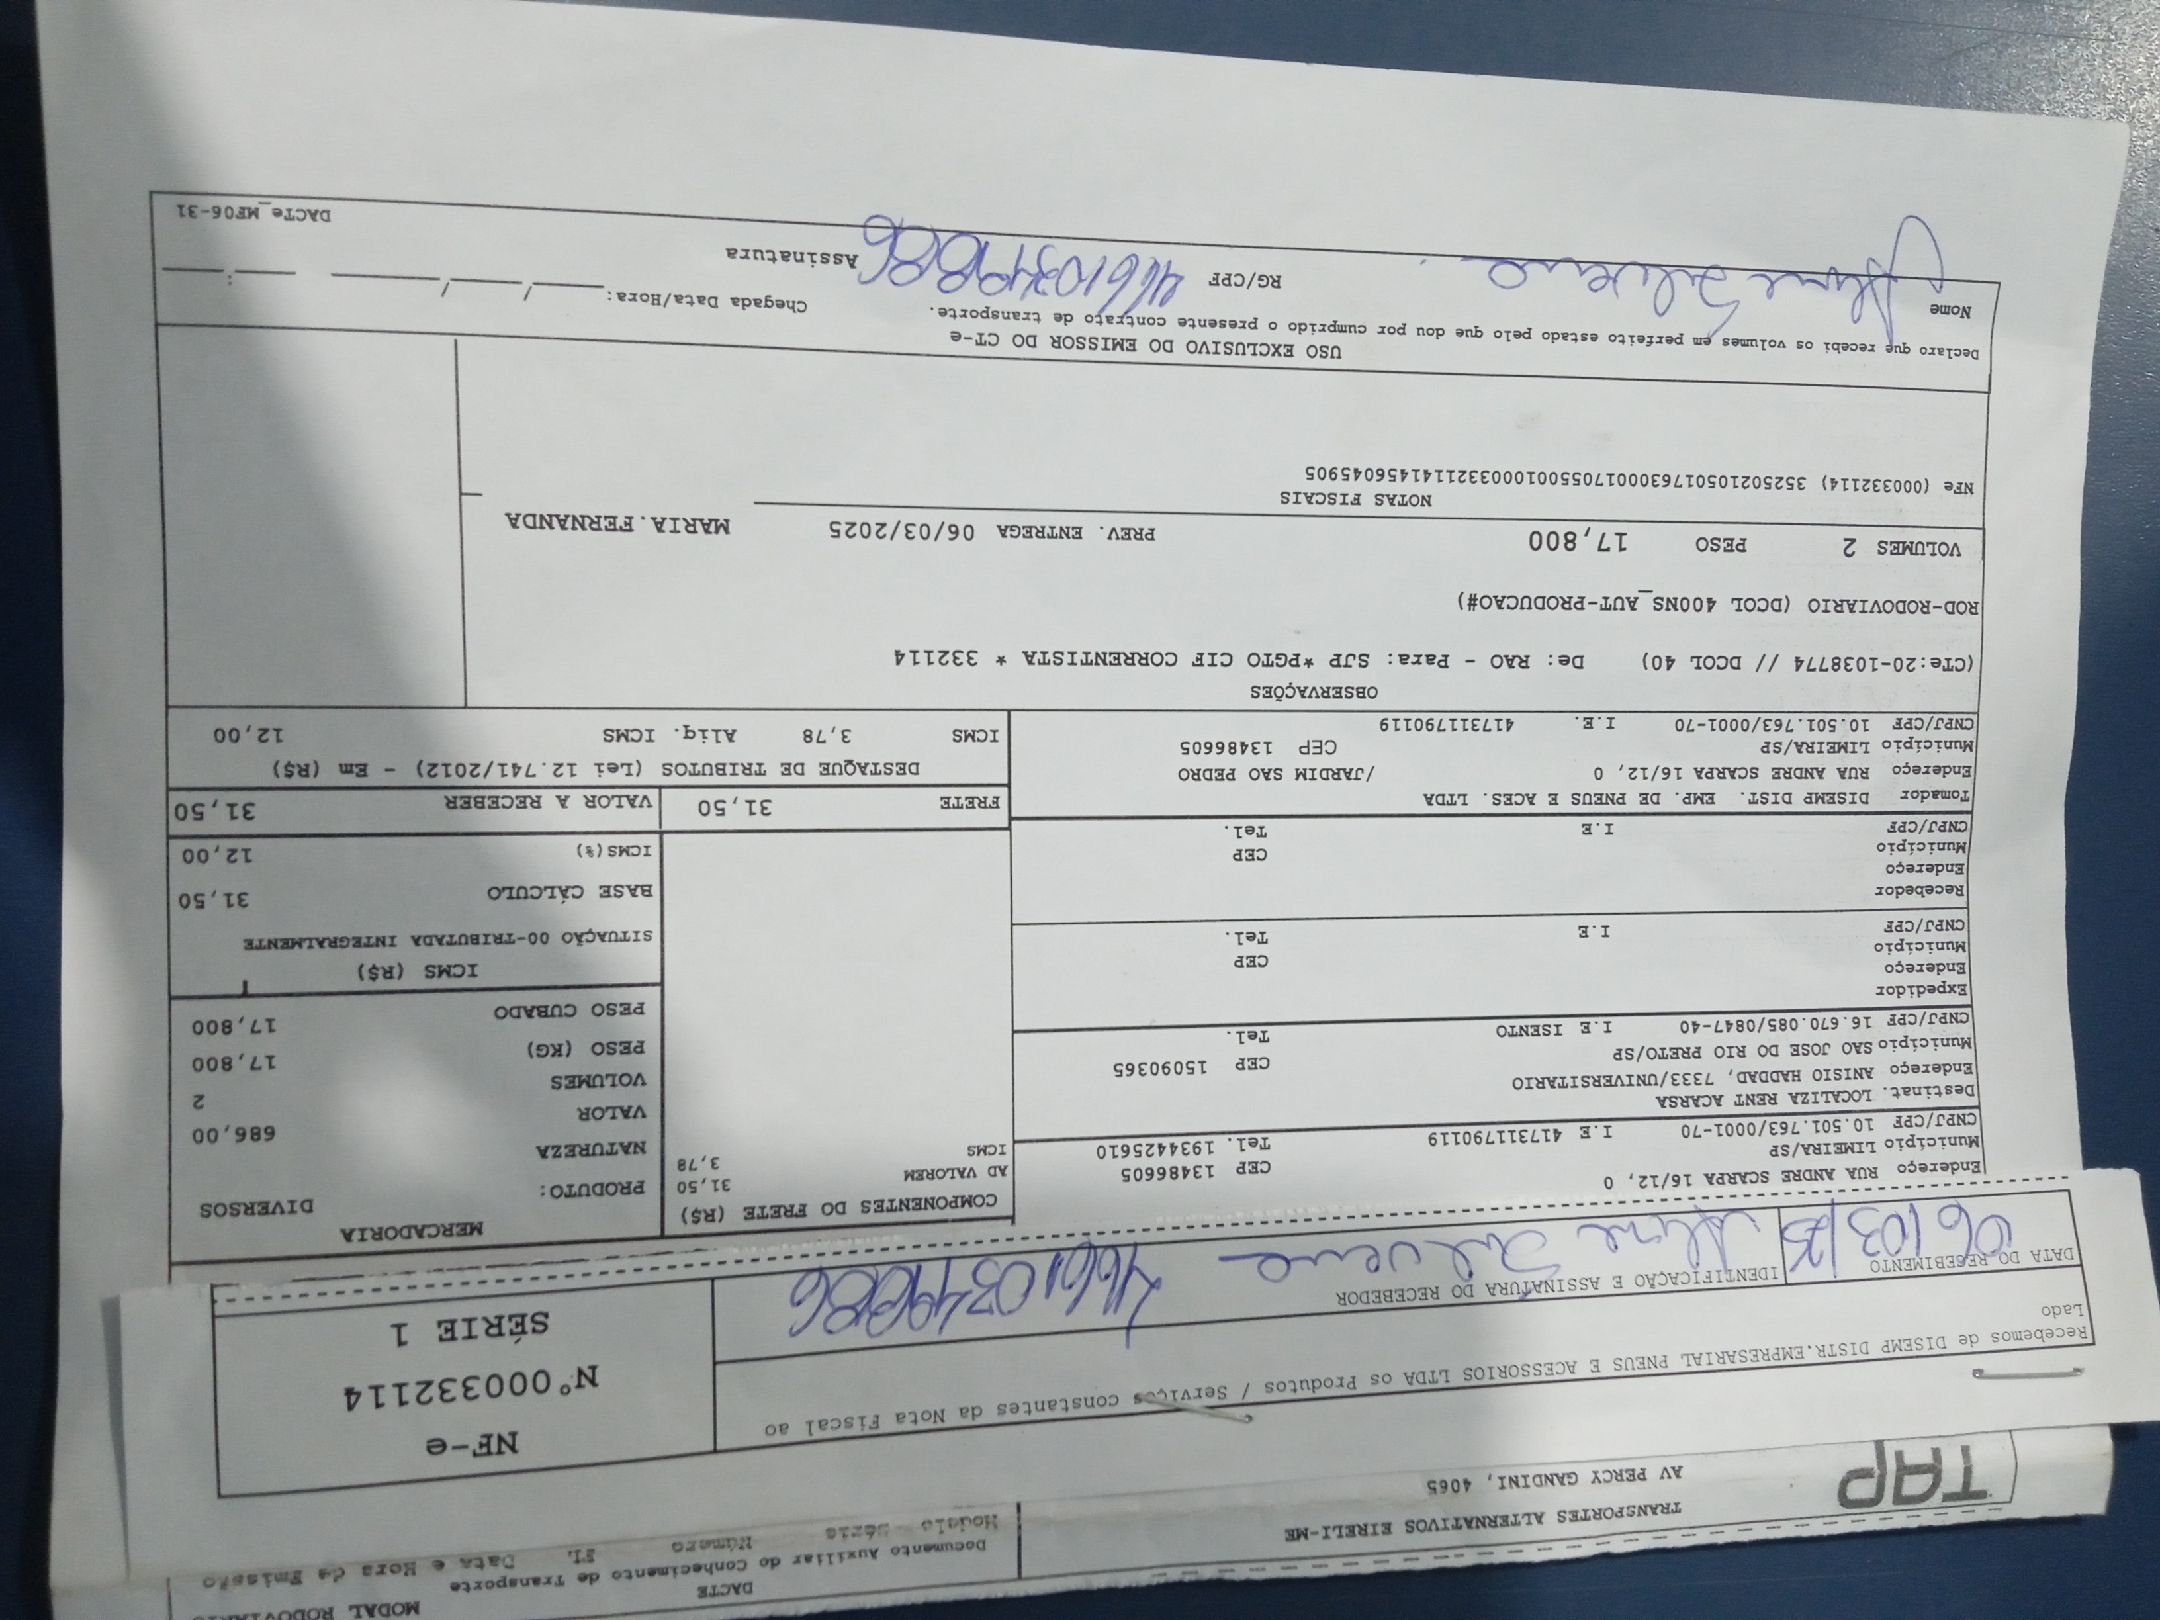 MODAL RODOVIÁRIO
DACTE
Documento Auxiliar do Conhecimento de Transporte
Modelo Série Número Fl. Data e Hora da Emissão
TAP
TRANSPORTES ALTERNATIVOS EIRELI-ME
AV PERCY GANDINI, 4065
Recebemos de DISEMP DISTR.EMPRESARIAL PNEUS E ACESSORIOS LTDA os Produtos / Serviços constantes da Nota Fiscal ao
Lado
DATA DO RECEBIMENTO
06/03/25
IDENTIFICAÇÃO E ASSINATURA DO RECEBEDOR
NF-e
Nº000332114
SÉRIE 1
Endereço RUA ANDRE SCARPA 16/12, 0
Município LIMEIRA/SP CEP 13486605
CNPJ/CPF 10.501.763/0001-70 I.E 417311790119 Tel. 1934425610
Destinat. LOCALIZA RENT ACARSA
Endereço ANISIO HADDAD, 7333/UNIVERSITARIO
Município SAO JOSE DO RIO PRETO/SP CEP 15090365
CNPJ/CPF 16.670.085/0847-40 I.E ISENTO Tel.
Expedidor
Endereço
Município CEP
CNPJ/CPF I.E Tel.
Recebedor
Endereço
Município CEP
CNPJ/CPF I.E Tel.
Tomador DISEMP DIST. EMP. DE PNEUS E ACES. LTDA
Endereço RUA ANDRE SCARPA 16/12, 0 /JARDIM SAO PEDRO
Município LIMEIRA/SP CEP 13486605
CNPJ/CPF 10.501.763/0001-70 I.E. 417311790119
COMPONENTES DO FRETE (R$)
AD VALOREM 31,50
ICMS 3,78
MERCADORIA
PRODUTO: DIVERSOS
NATUREZA
VALOR 686,00
VOLUMES 2
PESO (KG) 17,800
PESO CUBADO 17,800
ICMS (R$)
SITUAÇÃO 00-TRIBUTADA INTEGRALMENTE
BASE CÁLCULO 31,50
ICMS(%) 12,00
FRETE 31,50 VALOR A RECEBER 31,50
DESTAQUE DE TRIBUTOS (Lei 12.741/2012) - Em (R$)
ICMS 3,78 Aliq. ICMS 12,00
OBSERVAÇÕES
(CTe:20-1038774 // DCOL 40) De: RAO - Para: SJP *PGTO CIF CORRENTISTA * 332114
ROD-RODOVIARIO (DCOL 400NS_AUT-PRODUCAO#)
VOLUMES 2 PESO 17,800 PREV. ENTREGA 06/03/2025 MARIA.FERNANDA
NOTAS FISCAIS
NFe (000332114) 35250210501763000170550010003321141456045905
USO EXCLUSIVO DO EMISSOR DO CT-e
Declaro que recebi os volumes em perfeito estado pelo que dou por cumprido o presente contrato de transporte.
Chegada Data/Hora: ____/____/______ ____:____
Nome RG/CPF Assinatura
DACTe_MF06-31